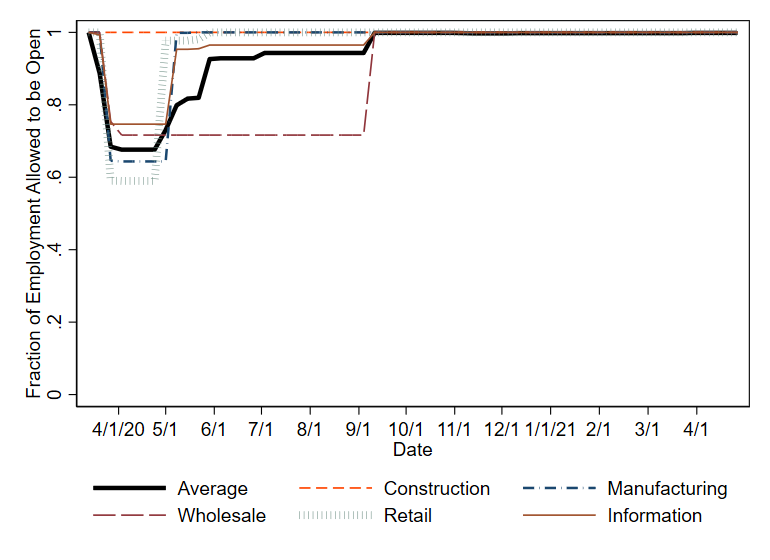 Fraction of Employment Allowed to be Open
1
.8
.6
.4
.2
0
4/1/20 5/1 6/1 7/1 8/1 9/1 10/1 11/1 12/1 1/1/21 2/1 3/1 4/1
Date
Average Construction Manufacturing
Wholesale Retail Information